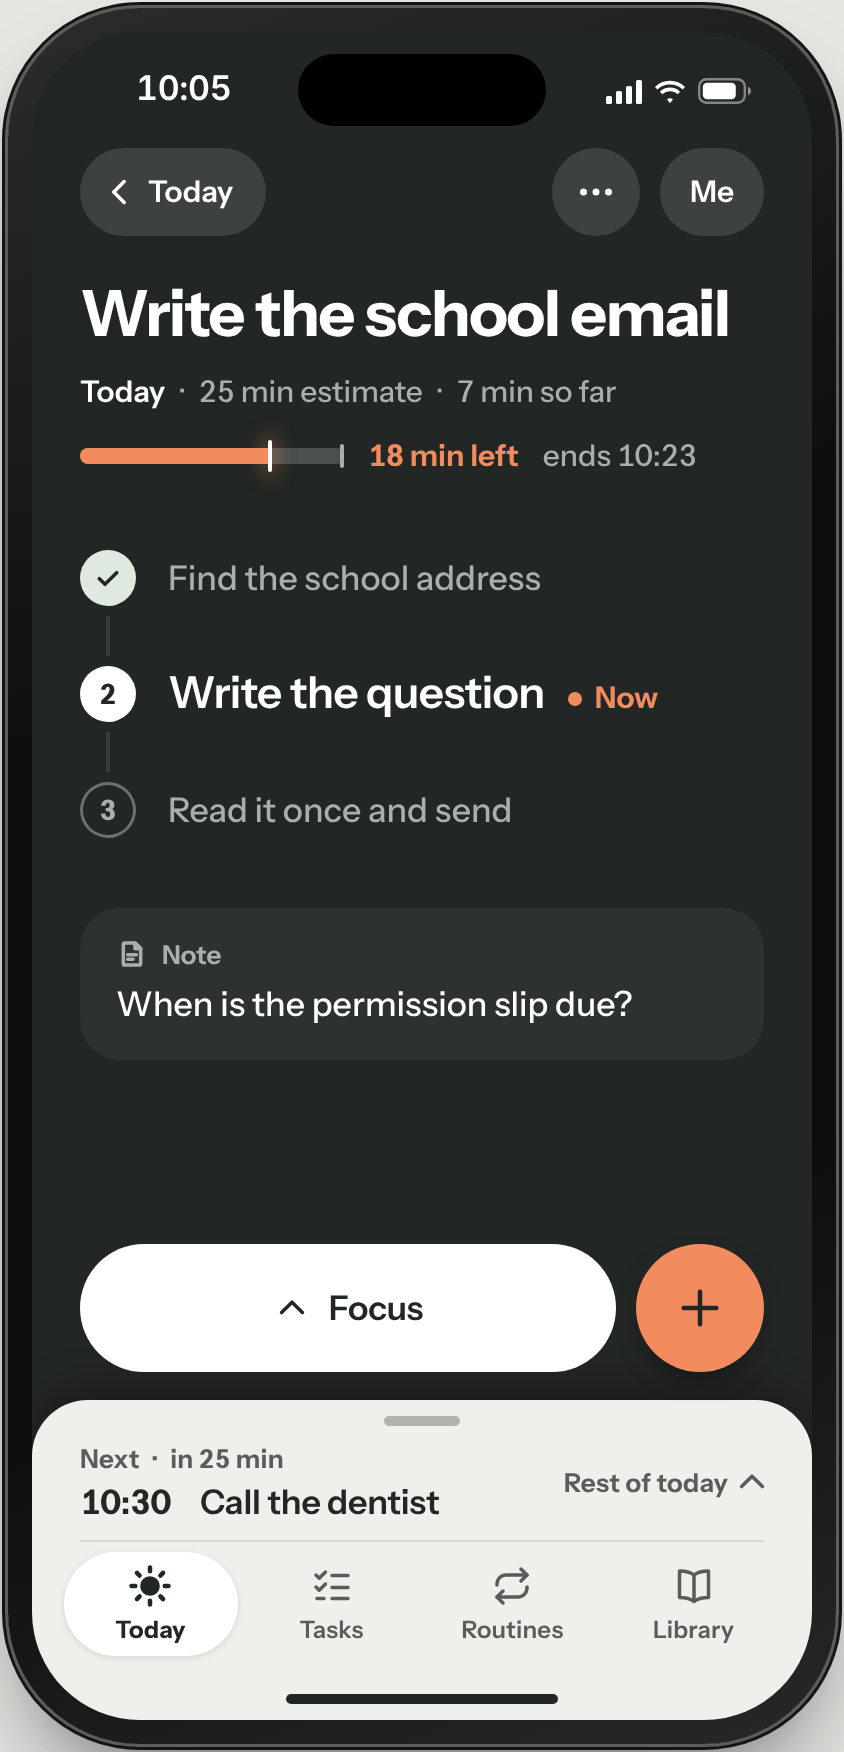 10:05
Today
Me
Write the school email
Today · 25 min estimate · 7 min so far
18 min left ends 10:23
Find the school address
2 Write the question Now
3 Read it once and send
Note
When is the permission slip due?
Focus
Next · in 25 min
10:30 Call the dentist
Rest of today
Today Tasks Routines Library